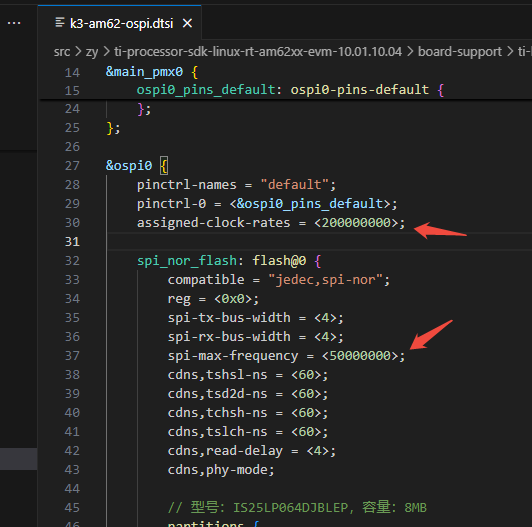 k3-am62-ospi.dtsi ×
src > zy > ti-processor-sdk-linux-rt-am62xx-evm-10.01.10.04 > board-support >
14 &main_pmx0 {
15 ospi0_pins_default: ospi0-pins-default {
24 };
25 };
26
27 &ospi0 {
28 pinctrl-names = "default";
29 pinctrl-0 = <&ospi0_pins_default>;
30 assigned-clock-rates = <200000000>;
31
32 spi_nor_flash: flash@0 {
33 compatible = "jedec,spi-nor";
34 reg = <0x0>;
35 spi-tx-bus-width = <4>;
36 spi-rx-bus-width = <4>;
37 spi-max-frequency = <50000000>;
38 cdns,tshsl-ns = <60>;
39 cdns,tsd2d-ns = <60>;
40 cdns,tchsh-ns = <60>;
41 cdns,tslch-ns = <60>;
42 cdns,read-delay = <4>;
43 cdns,phy-mode;
44
45 // 型号：IS25LP064DJBLEP, 容量：8MB
46 partitions {